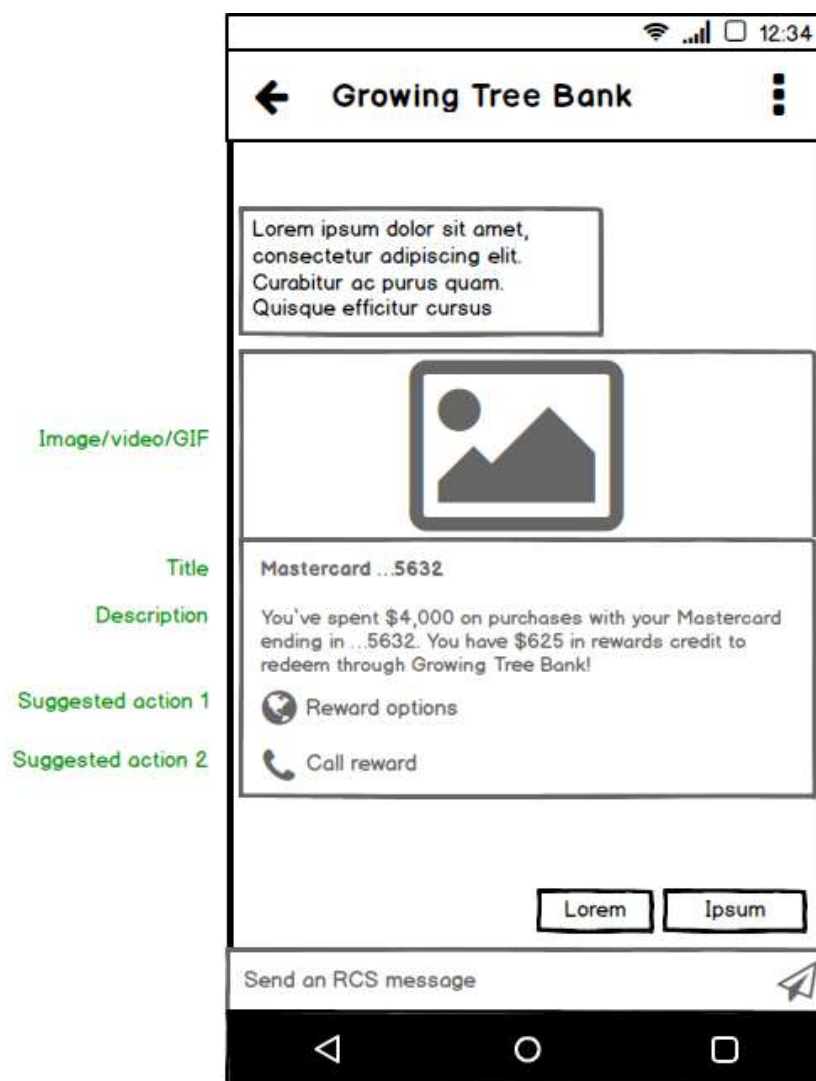 12:34
Growing Tree Bank
Lorem ipsum dolor sit amet,
consectetur adipiscing elit.
Curabitur ac purus quam.
Quisque efficitur cursus
Image/video/GIF
Title
Mastercard ...5632
Description
You've spent $4,000 on purchases with your Mastercard
ending in ...5632. You have $625 in rewards credit to
redeem through Growing Tree Bank!
Suggested action 1
Reward options
Suggested action 2
Call reward
Lorem
Ipsum
Send an RCS message